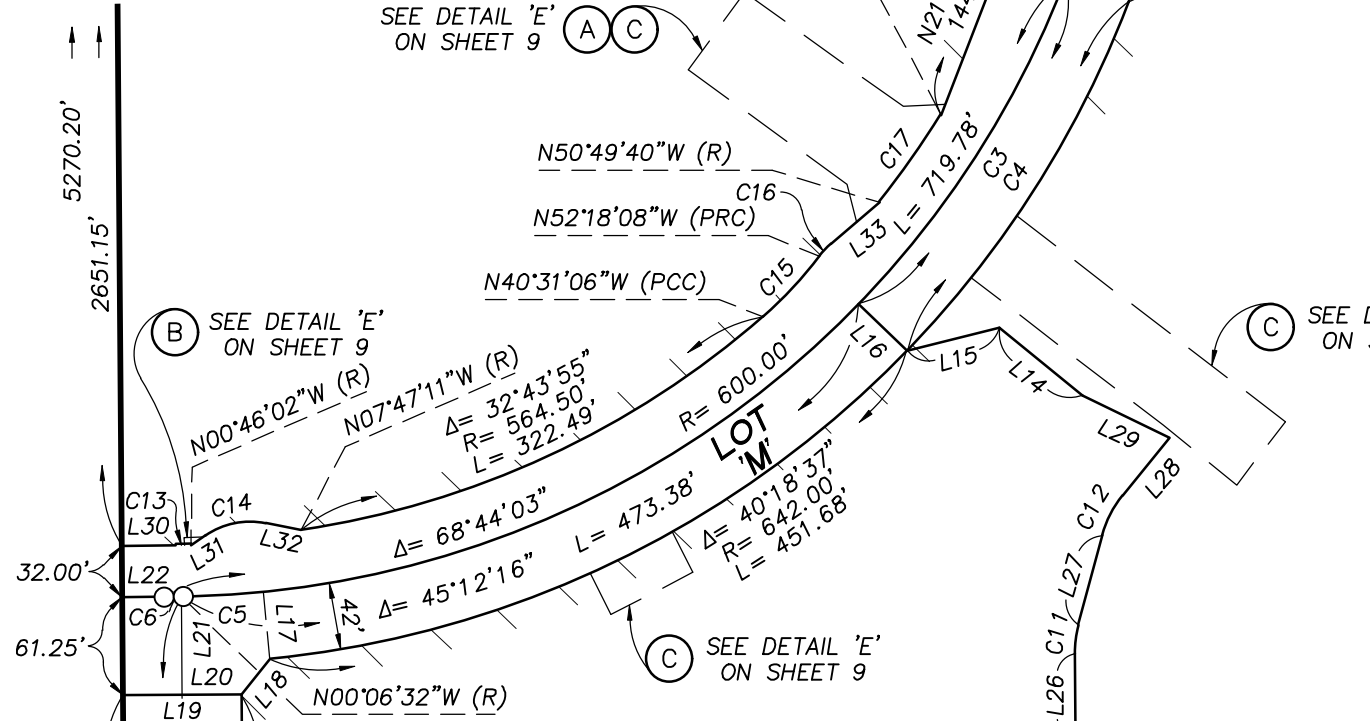 SEE DETAIL 'E'
ON SHEET 9
A C
N21
N50°49'40"W (R)
C17
C16
N52°18'08"W (PRC)
L33
L= 719.78'
C3
C4
N40°31'06"W (PCC)
C15
5270.20'
2651.15'
B
SEE DETAIL 'E'
ON SHEET 9
C
SEE
N00°46'02"W (R)
N07°47'11"W (R)
Δ= 32°43'55"
R= 564.50'
L= 322.49'
R= 600.00'
L16
L15
L14
L29
L28
LOT
'M'
C13
C14
L30
L31
L32
Δ= 68°44'03"
L= 473.38'
Δ= 40°18'37"
R= 642.00'
L= 451.68'
C12
L27
32.00'
L22
C6
C5
L21
L17
42'
Δ= 45°12'16"
61.25'
L20
L18
L19
N00°06'32"W (R)
C
SEE DETAIL 'E'
ON SHEET 9
C11
L26